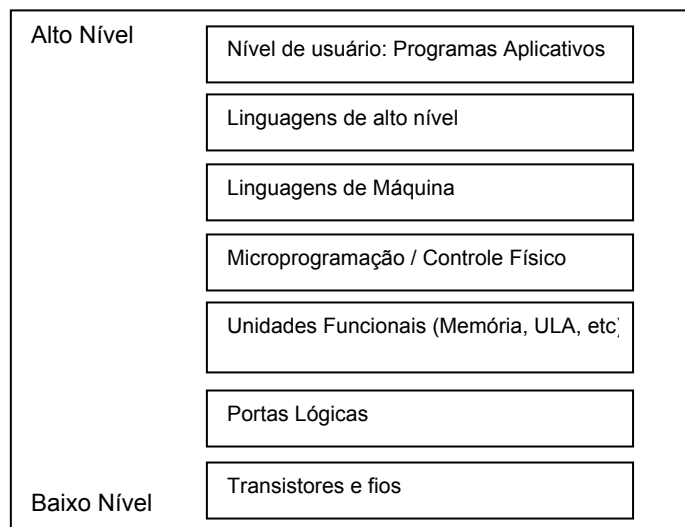 Alto Nível
Nível de usuário: Programas Aplicativos
Linguagens de alto nível
Linguagens de Máquina
Microprogramação / Controle Físico
Unidades Funcionais (Memória, ULA, etc)
Portas Lógicas
Transistores e fios
Baixo Nível